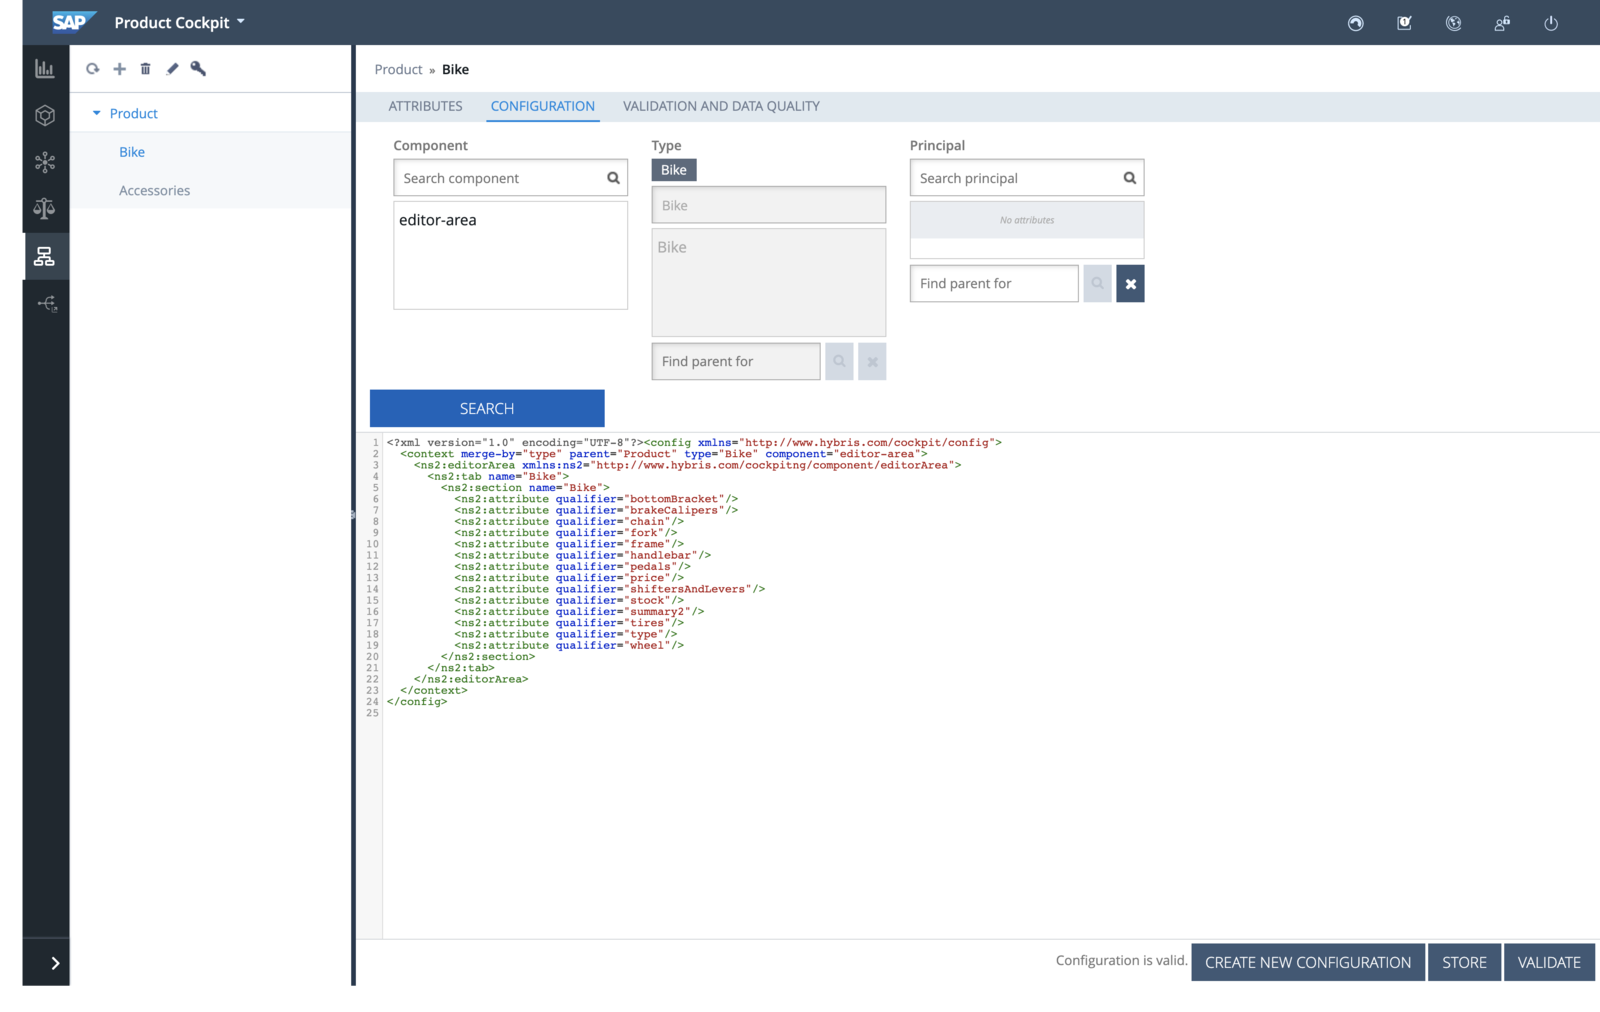 SAP Product Cockpit
Product
Bike
Accessories
Product » Bike
ATTRIBUTES CONFIGURATION VALIDATION AND DATA QUALITY
Component
Search component
editor-area
Type
Bike
Bike
Bike
Find parent for
Principal
Search principal
No attributes
Find parent for
SEARCH
1 <?xml version="1.0" encoding="UTF-8"?><config xmlns="http://www.hybris.com/cockpit/config">
2 <context merge-by="type" parent="Product" type="Bike" component="editor-area">
3 <ns2:editorArea xmlns:ns2="http://www.hybris.com/cockpitng/component/editorArea">
4 <ns2:tab name="Bike">
5 <ns2:section name="Bike">
6 <ns2:attribute qualifier="bottomBracket"/>
7 <ns2:attribute qualifier="brakeCalipers"/>
8 <ns2:attribute qualifier="chain"/>
9 <ns2:attribute qualifier="fork"/>
10 <ns2:attribute qualifier="frame"/>
11 <ns2:attribute qualifier="handlebar"/>
12 <ns2:attribute qualifier="pedals"/>
13 <ns2:attribute qualifier="price"/>
14 <ns2:attribute qualifier="shiftersAndLevers"/>
15 <ns2:attribute qualifier="stock"/>
16 <ns2:attribute qualifier="summary2"/>
17 <ns2:attribute qualifier="tires"/>
18 <ns2:attribute qualifier="type"/>
19 <ns2:attribute qualifier="wheel"/>
20 </ns2:section>
21 </ns2:tab>
22 </ns2:editorArea>
23 </context>
24 </config>
25
Configuration is valid. CREATE NEW CONFIGURATION STORE VALIDATE